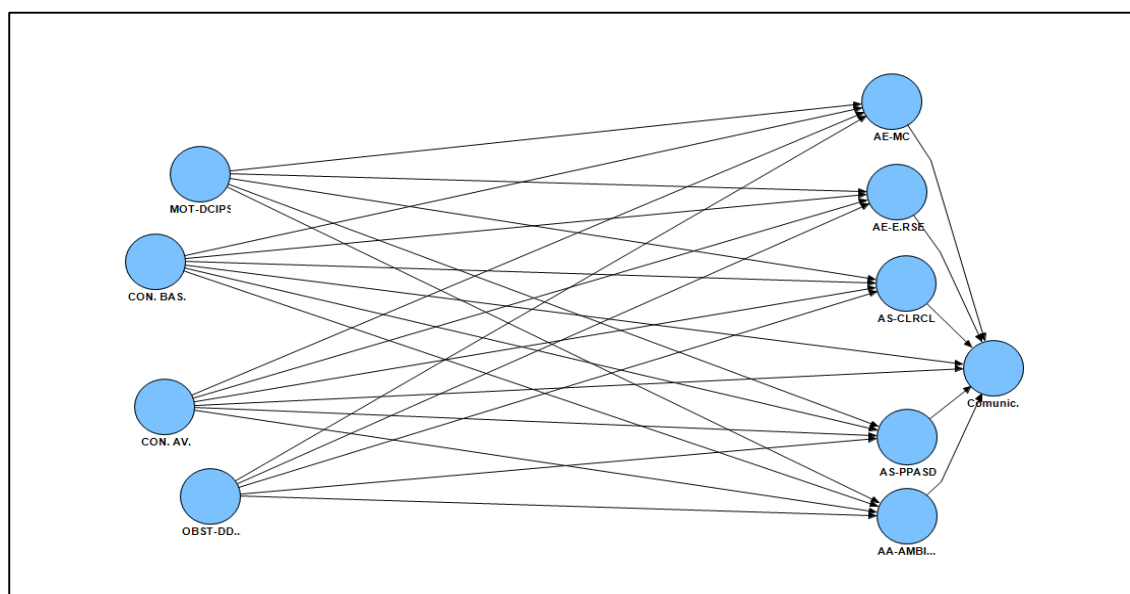 AE-MC
MOT-DCIPS
AE-E.RSE
CON. BAS.
AS-CLRCL
Comunic.
CON. AV.
AS-PPASD
OBST-DD..
AA-AMBI...